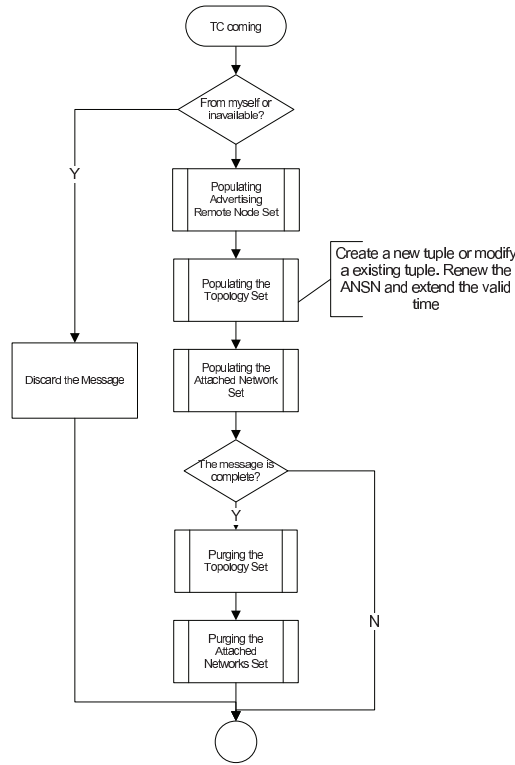 TC coming
From myself or
inavailable?
Y
Populating
Advertising
Remote Node Set
Populating the
Topology Set
Create a new tuple or modify
a existing tuple. Renew the
ANSN and extend the valid
time
Populating the
Attached Network
Set
Discard the Message
The message is
complete?
Y
Purging the
Topology Set
N
Purging the
Attached
Networks Set